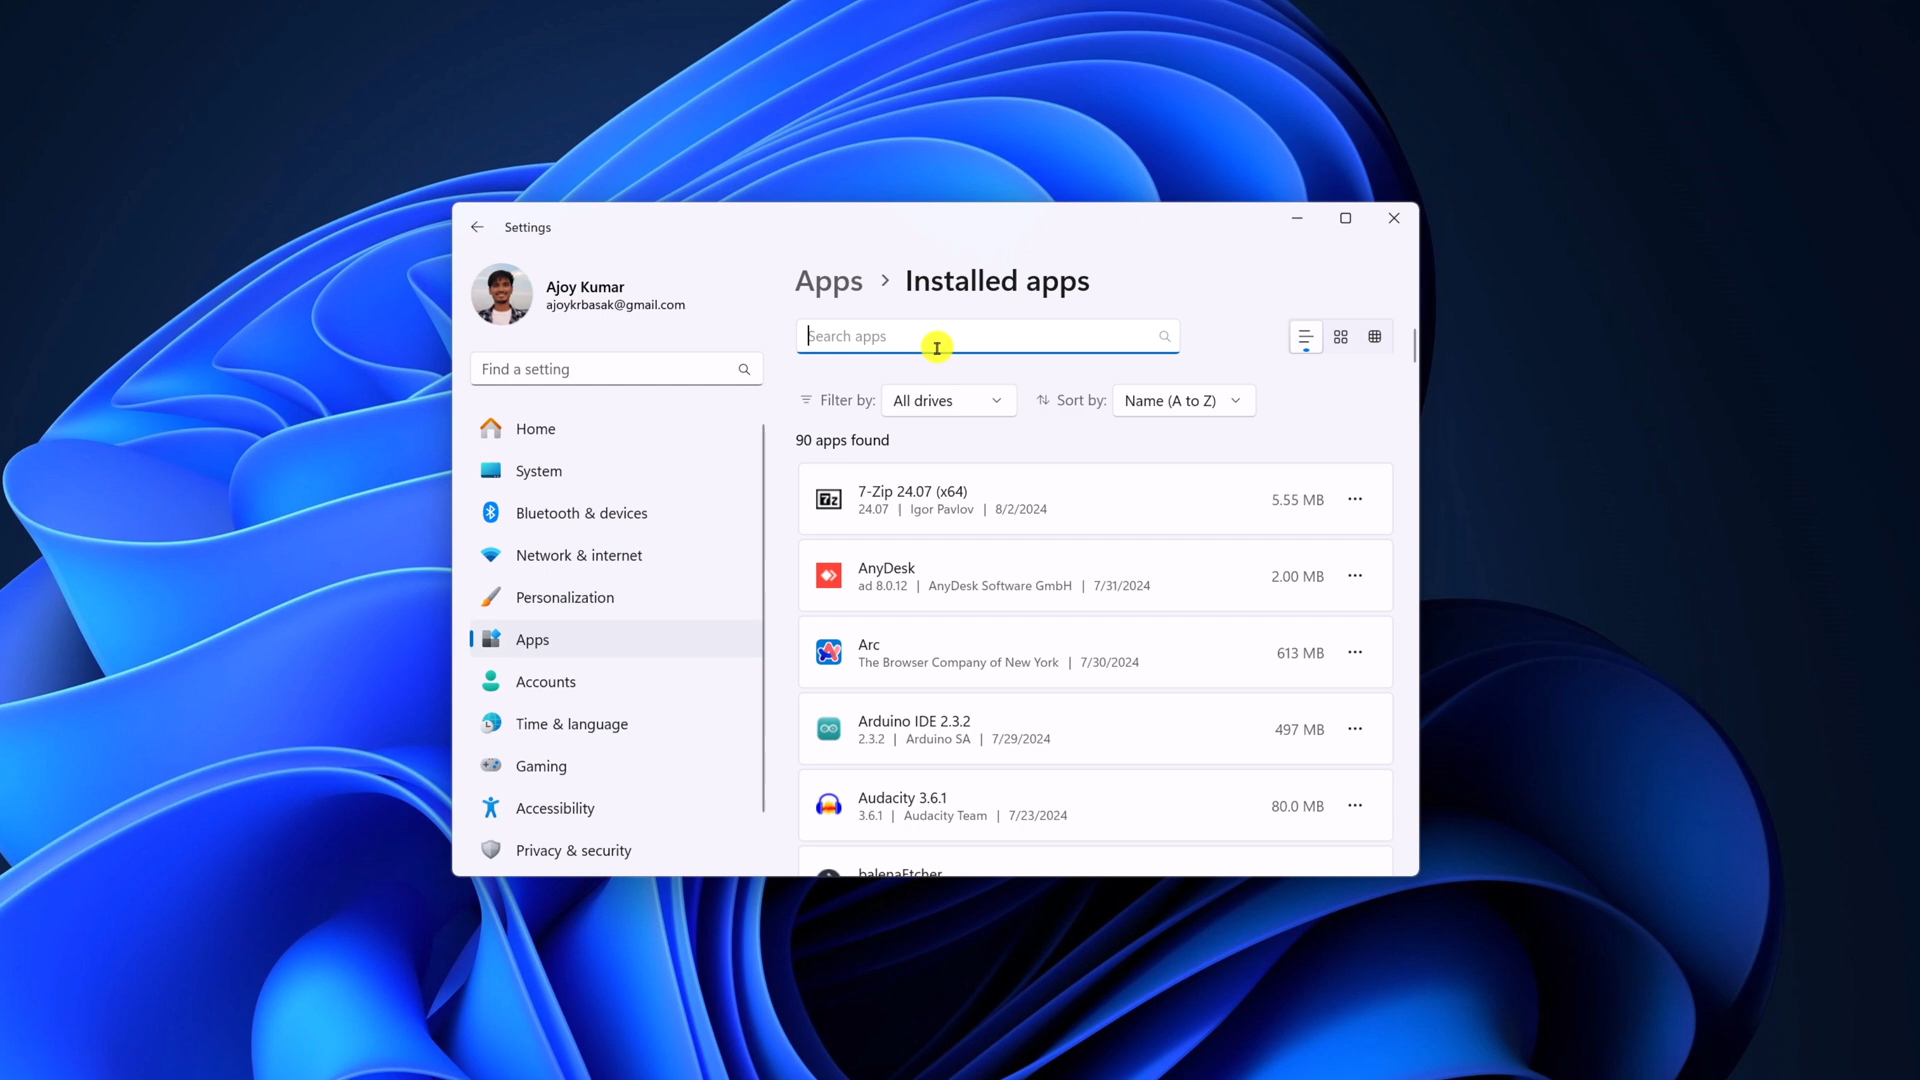 Settings
Ajoy Kumar
ajoykrbasak@gmail.com
Find a setting
Home
System
Bluetooth & devices
Network & internet
Personalization
Apps
Accounts
Time & language
Gaming
Accessibility
Privacy & security
Apps > Installed apps
Search apps
Filter by: All drives Sort by: Name (A to Z)
90 apps found
7-Zip 24.07 (x64)
24.07 | Igor Pavlov | 8/2/2024
5.55 MB
AnyDesk
ad 8.0.12 | AnyDesk Software GmbH | 7/31/2024
2.00 MB
Arc
The Browser Company of New York | 7/30/2024
613 MB
Arduino IDE 2.3.2
2.3.2 | Arduino SA | 7/29/2024
497 MB
Audacity 3.6.1
3.6.1 | Audacity Team | 7/23/2024
80.0 MB
balenaEtcher